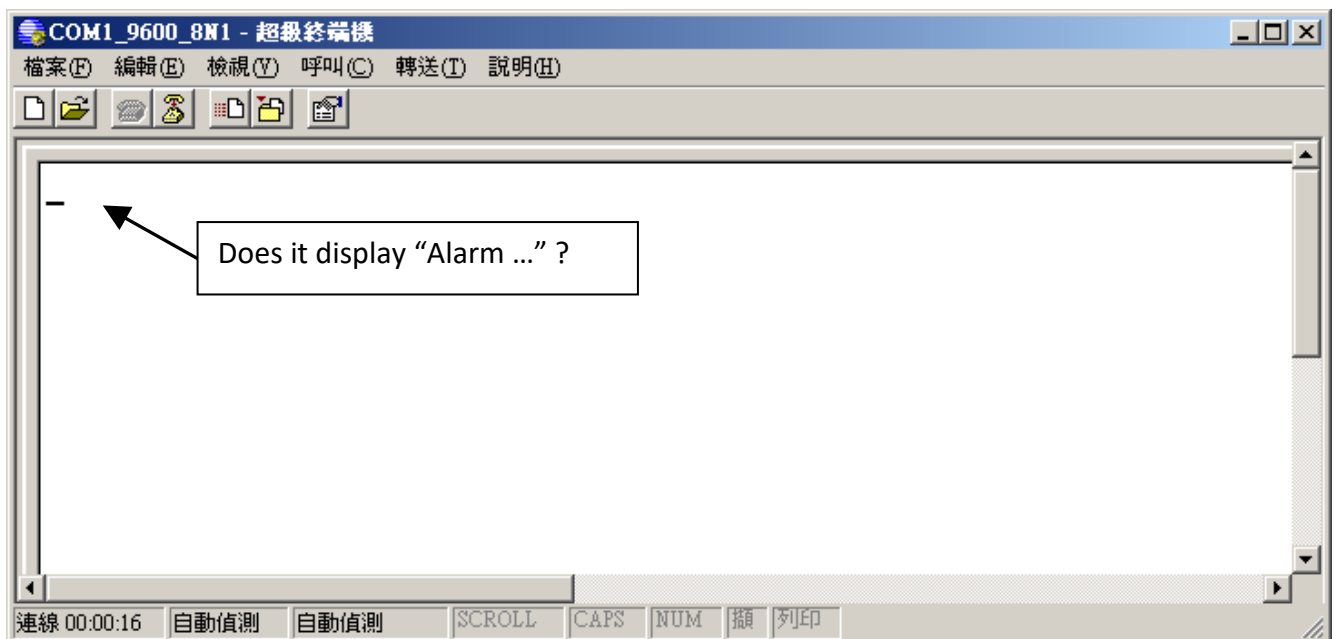 COM1_9600_8N1 - 超級終端機
檔案(F) 編輯(E) 檢視(V) 呼叫(C) 轉送(T) 說明(H)
_
Does it display “Alarm …” ?
連線 00:00:16 自動偵測 自動偵測 SCROLL CAPS NUM 擷 列印